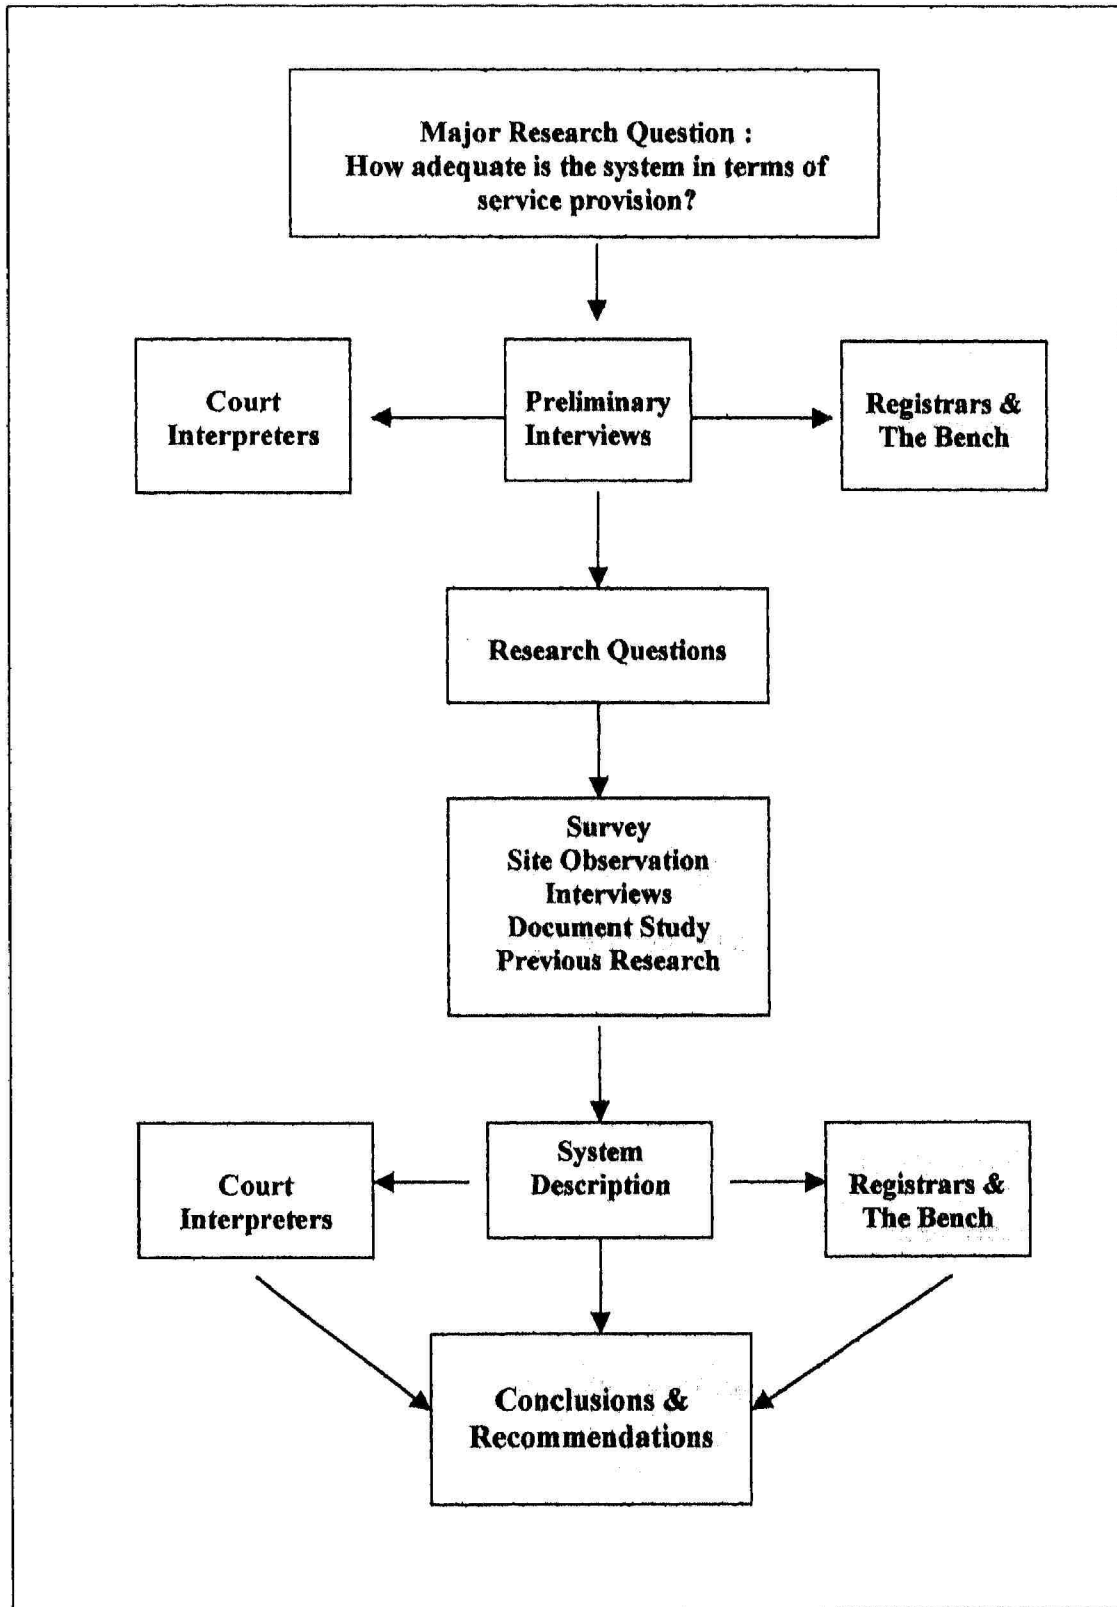 Major Research Question :
How adequate is the system in terms of
service provision?
Court
Interpreters
Preliminary
Interviews
Registrars &
The Bench
Research Questions
Survey
Site Observation
Interviews
Document Study
Previous Research
Court
Interpreters
System
Description
Registrars &
The Bench
Conclusions &
Recommendations